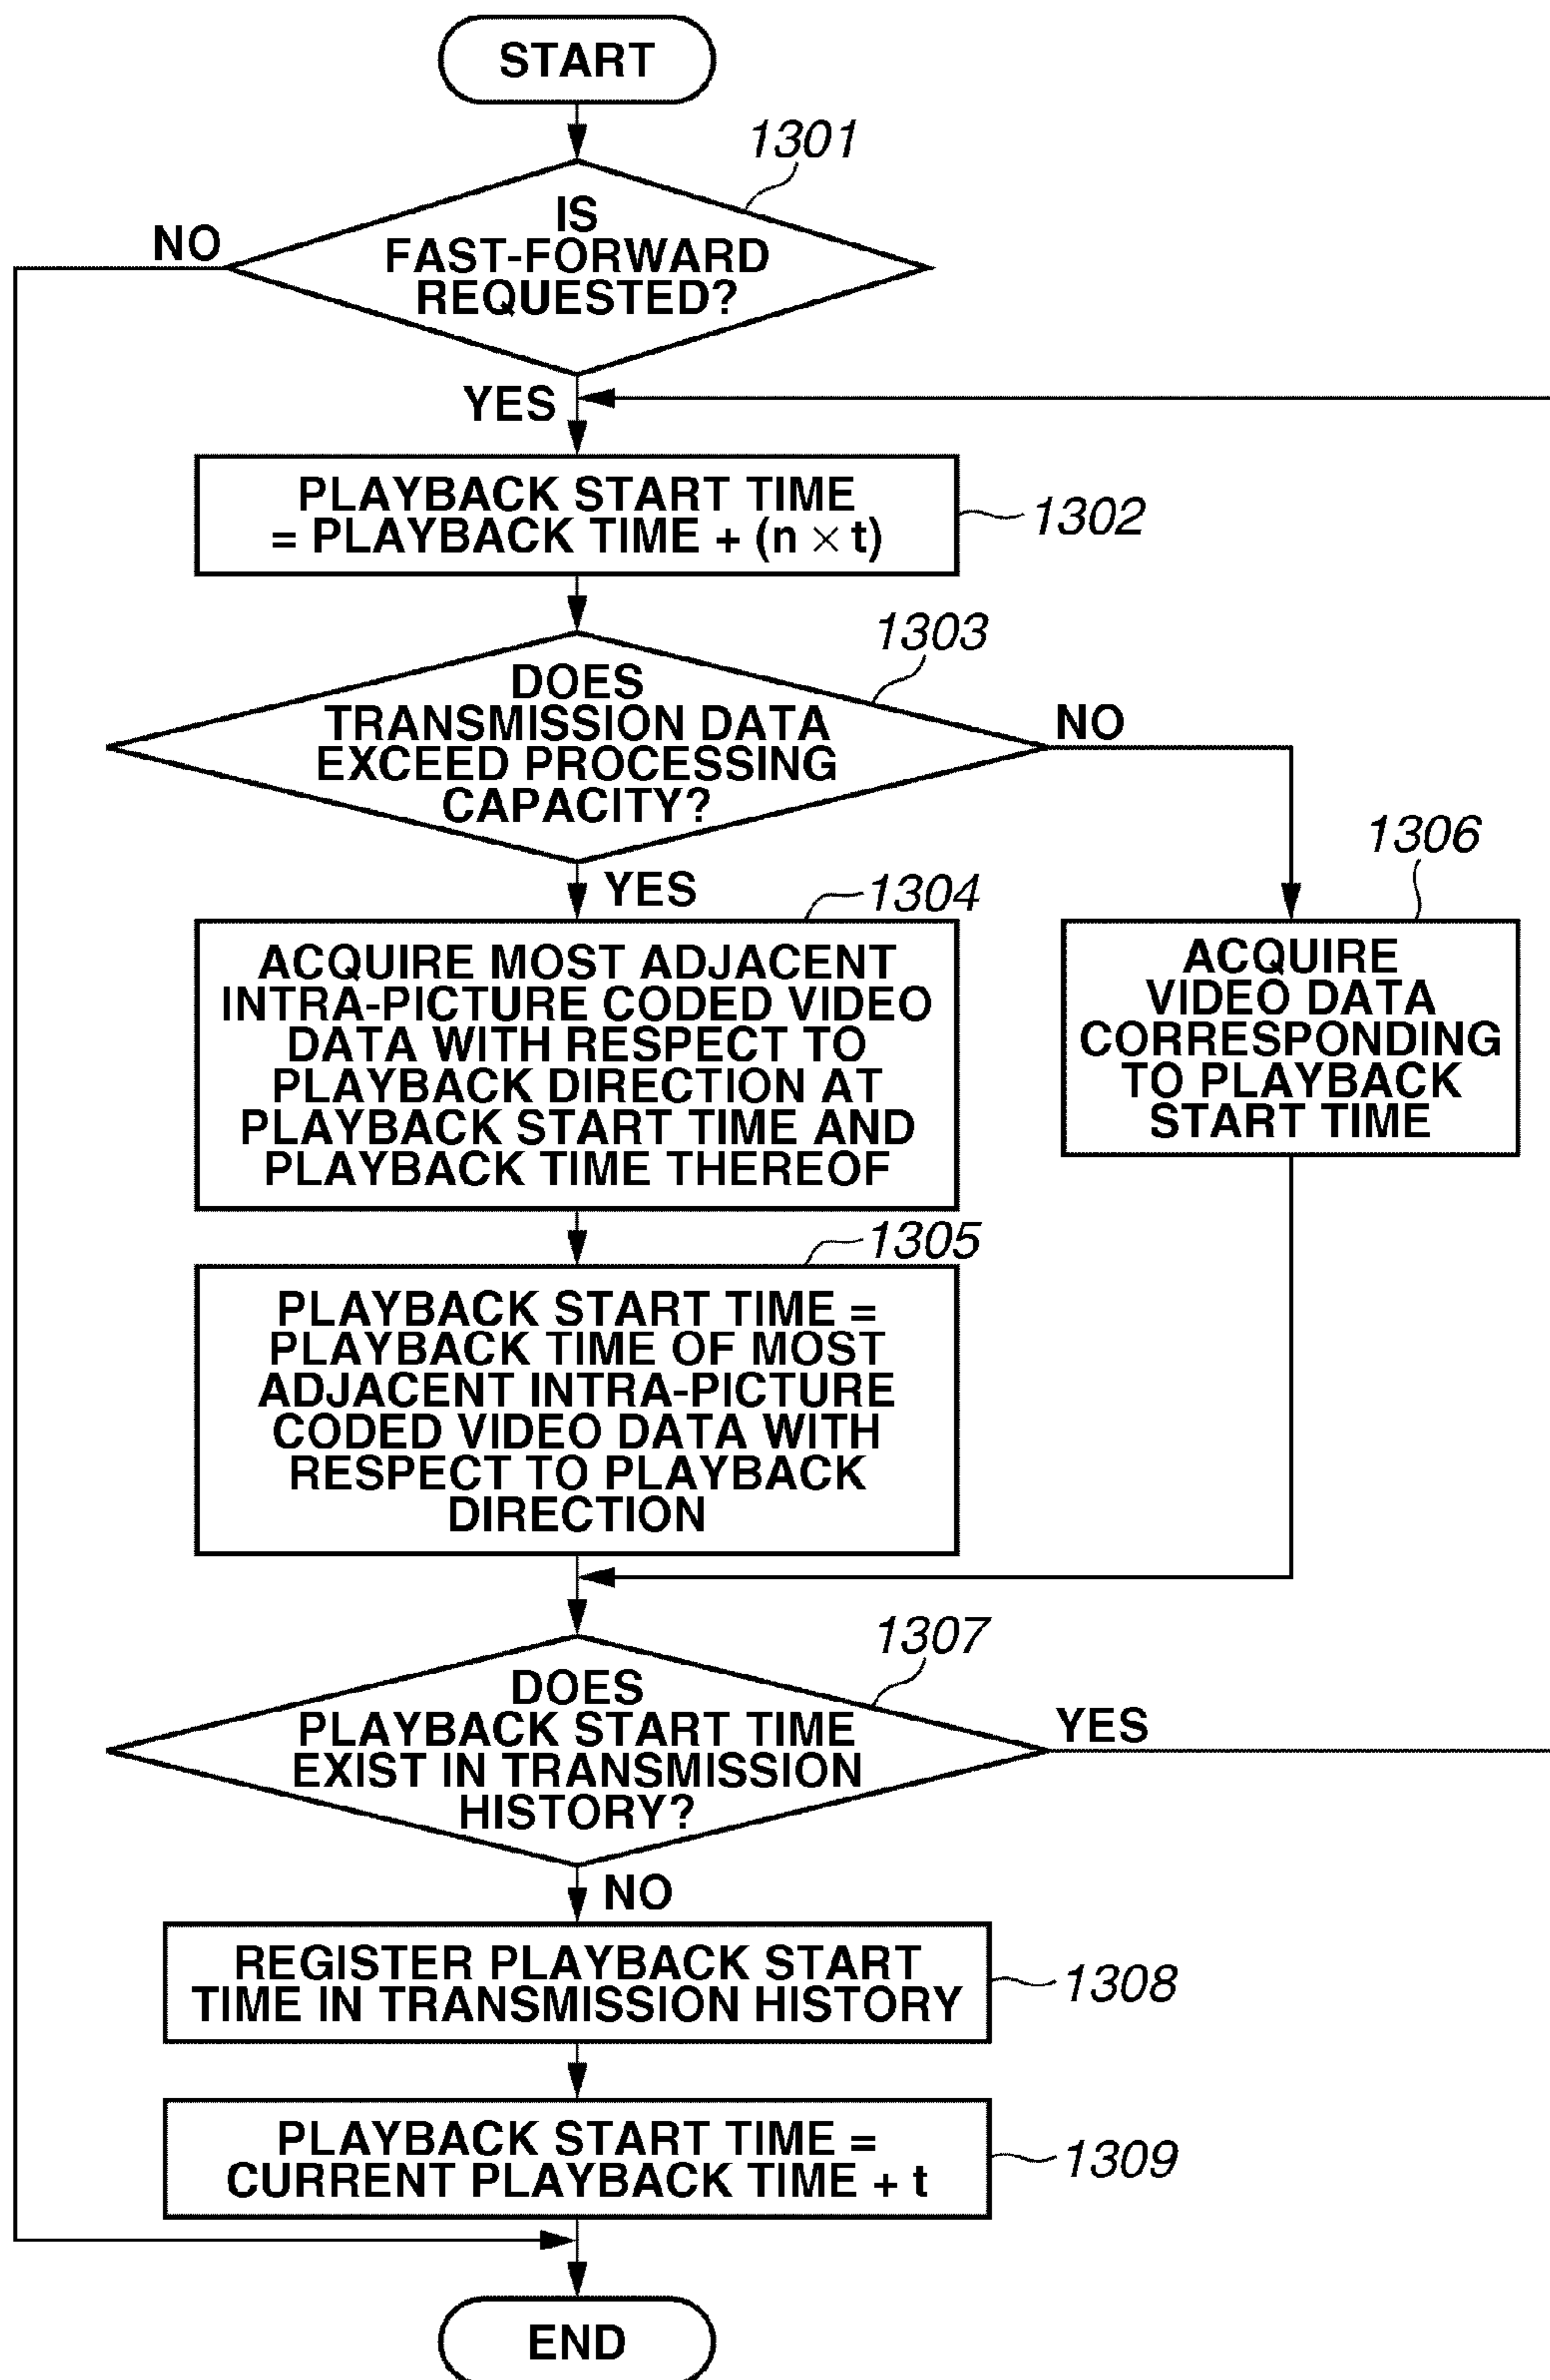 START
1301
IS
FAST-FORWARD
REQUESTED?
NO
YES
PLAYBACK START TIME
= PLAYBACK TIME + (n × t)
1302
1303
DOES
TRANSMISSION DATA
EXCEED PROCESSING
CAPACITY?
NO
YES
1304
ACQUIRE MOST ADJACENT
INTRA-PICTURE CODED VIDEO
DATA WITH RESPECT TO
PLAYBACK DIRECTION AT
PLAYBACK START TIME AND
PLAYBACK TIME THEREOF
1306
ACQUIRE
VIDEO DATA
CORRESPONDING
TO PLAYBACK
START TIME
1305
PLAYBACK START TIME =
PLAYBACK TIME OF MOST
ADJACENT INTRA-PICTURE
CODED VIDEO DATA WITH
RESPECT TO PLAYBACK
DIRECTION
1307
DOES
PLAYBACK START TIME
EXIST IN TRANSMISSION
HISTORY?
YES
NO
REGISTER PLAYBACK START
TIME IN TRANSMISSION HISTORY
1308
PLAYBACK START TIME =
CURRENT PLAYBACK TIME + t
1309
END